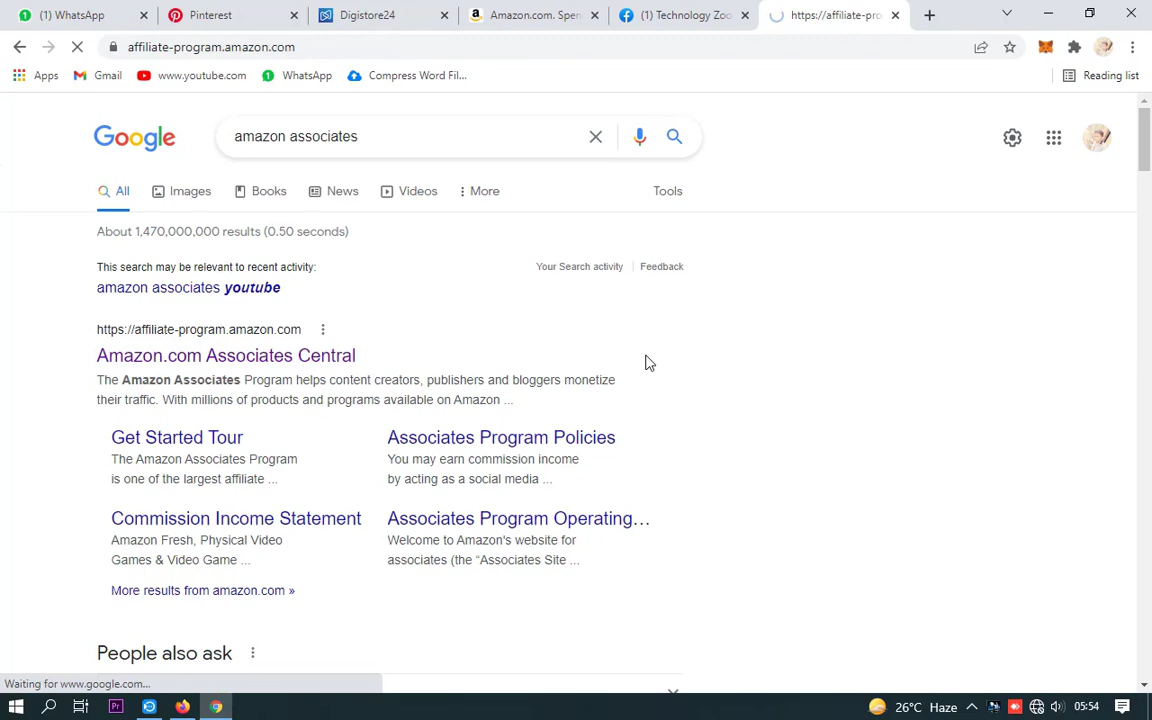 (1) WhatsApp
Pinterest
Digistore24
Amazon.com. Spen
(1) Technology Zoo
https://affiliate-pro
affiliate-program.amazon.com
Apps
Gmail
www.youtube.com
WhatsApp
Compress Word Fil...
Reading list
Google
amazon associates
All
Images
Books
News
Videos
More
Tools
About 1,470,000,000 results (0.50 seconds)
This search may be relevant to recent activity:
Your Search activity
Feedback
amazon associates youtube
https://affiliate-program.amazon.com
Amazon.com Associates Central
The Amazon Associates Program helps content creators, publishers and bloggers monetize
their traffic. With millions of products and programs available on Amazon ...
Get Started Tour
The Amazon Associates Program
is one of the largest affiliate ...
Associates Program Policies
You may earn commission income
by acting as a social media ...
Commission Income Statement
Amazon Fresh, Physical Video
Games & Video Game ...
Associates Program Operating...
Welcome to Amazon's website for
associates (the “Associates Site ...
More results from amazon.com »
People also ask
Waiting for www.google.com...
Pr
26°C Haze
05:54